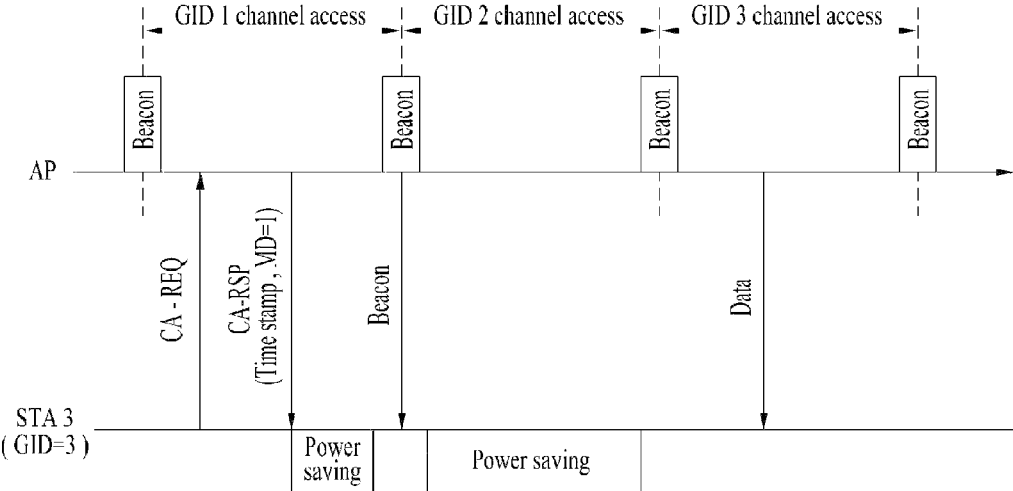 GID 1 channel access
GID 2 channel access
GID 3 channel access
Beacon
Beacon
Beacon
Beacon
AP
CA - REQ
CA-RSP
(Time stamp , MD=1)
Beacon
Data
STA 3
( GID=3 )
Power
saving
Power saving